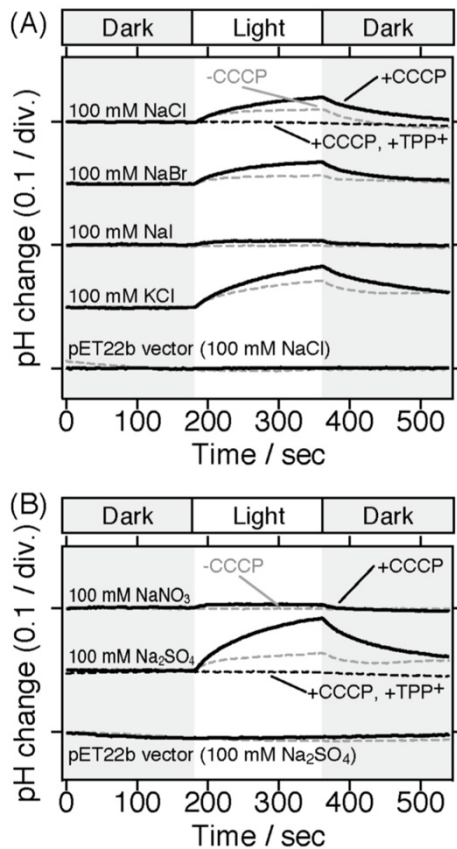 (A)
Dark Light Dark
pH change (0.1 / div.)
-CCCP
+CCCP
100 mM NaCl
+CCCP, +TPP⁺
100 mM NaBr
100 mM NaI
100 mM KCl
pET22b vector (100 mM NaCl)
0 100 200 300 400 500
Time / sec
(B)
Dark Light Dark
pH change (0.1 / div.)
-CCCP
+CCCP
100 mM NaNO₃
100 mM Na₂SO₄
+CCCP, +TPP⁺
pET22b vector (100 mM Na₂SO₄)
0 100 200 300 400 500
Time / sec